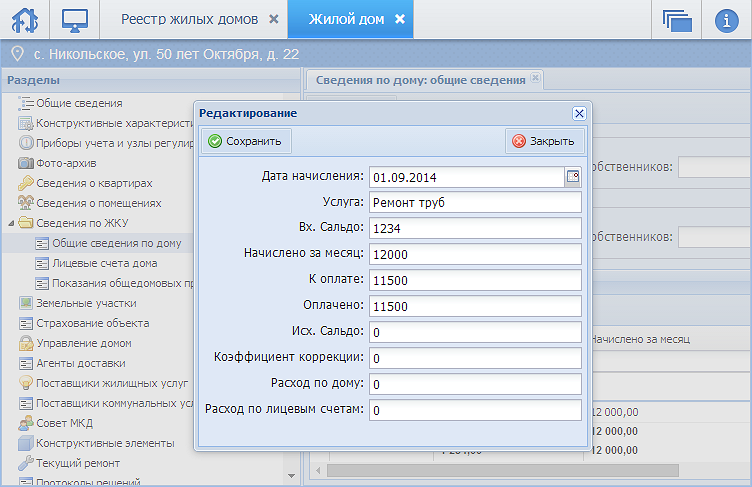 Реестр жилых домов
Жилой дом
с. Никольское, ул. 50 лет Октября, д. 22
Разделы
Общие сведения
Конструктивные характеристи
Приборы учета и узлы регулир
Фото-архив
Сведения о квартирах
Сведения о помещениях
Сведения по ЖКУ
Общие сведения по дому
Лицевые счета дома
Показания общедомовых пр
Земельные участки
Страхование объекта
Управление домом
Агенты доставки
Поставщики жилищных услуг
Поставщики коммунальных усл
Совет МКД
Конструктивные элементы
Текущий ремонт
Протоколы решений
Сведения по дому: общие сведения
Редактирование
Сохранить
Закрыть
Дата начисления: 01.09.2014
Услуга: Ремонт труб
Вх. Сальдо: 1234
Начислено за месяц: 12000
К оплате: 11500
Оплачено: 11500
Исх. Сальдо: 0
Коэффициент коррекции: 0
Расход по дому: 0
Расход по лицевым счетам: 0
обственников:
обственников:
Начислено за месяц
12 000,00
12 000,00
12 000,00